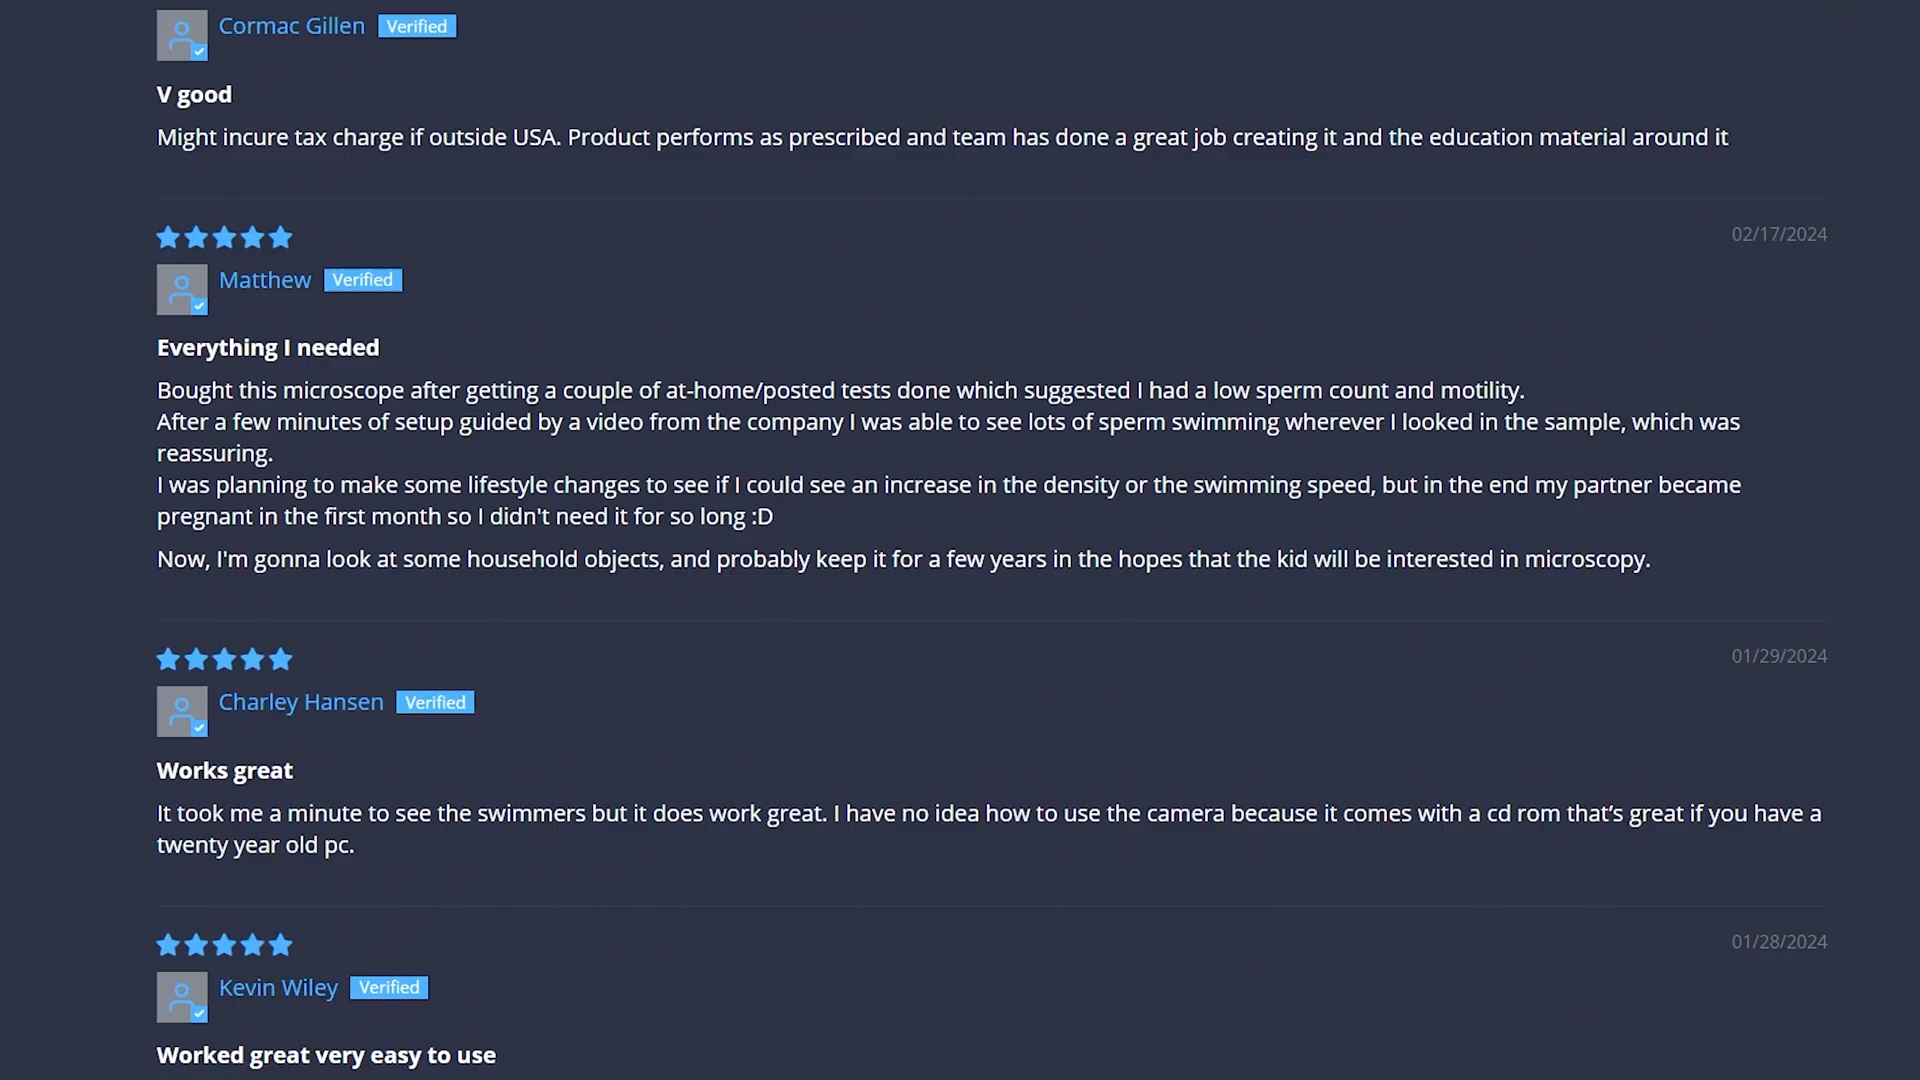 Cormac Gillen Verified
V good
Might incure tax charge if outside USA. Product performs as prescribed and team has done a great job creating it and the education material around it
02/17/2024
Matthew Verified
Everything I needed
Bought this microscope after getting a couple of at-home/posted tests done which suggested I had a low sperm count and motility.
After a few minutes of setup guided by a video from the company I was able to see lots of sperm swimming wherever I looked in the sample, which was
reassuring.
I was planning to make some lifestyle changes to see if I could see an increase in the density or the swimming speed, but in the end my partner became
pregnant in the first month so I didn't need it for so long :D
Now, I'm gonna look at some household objects, and probably keep it for a few years in the hopes that the kid will be interested in microscopy.
01/29/2024
Charley Hansen Verified
Works great
It took me a minute to see the swimmers but it does work great. I have no idea how to use the camera because it comes with a cd rom that’s great if you have a
twenty year old pc.
01/28/2024
Kevin Wiley Verified
Worked great very easy to use